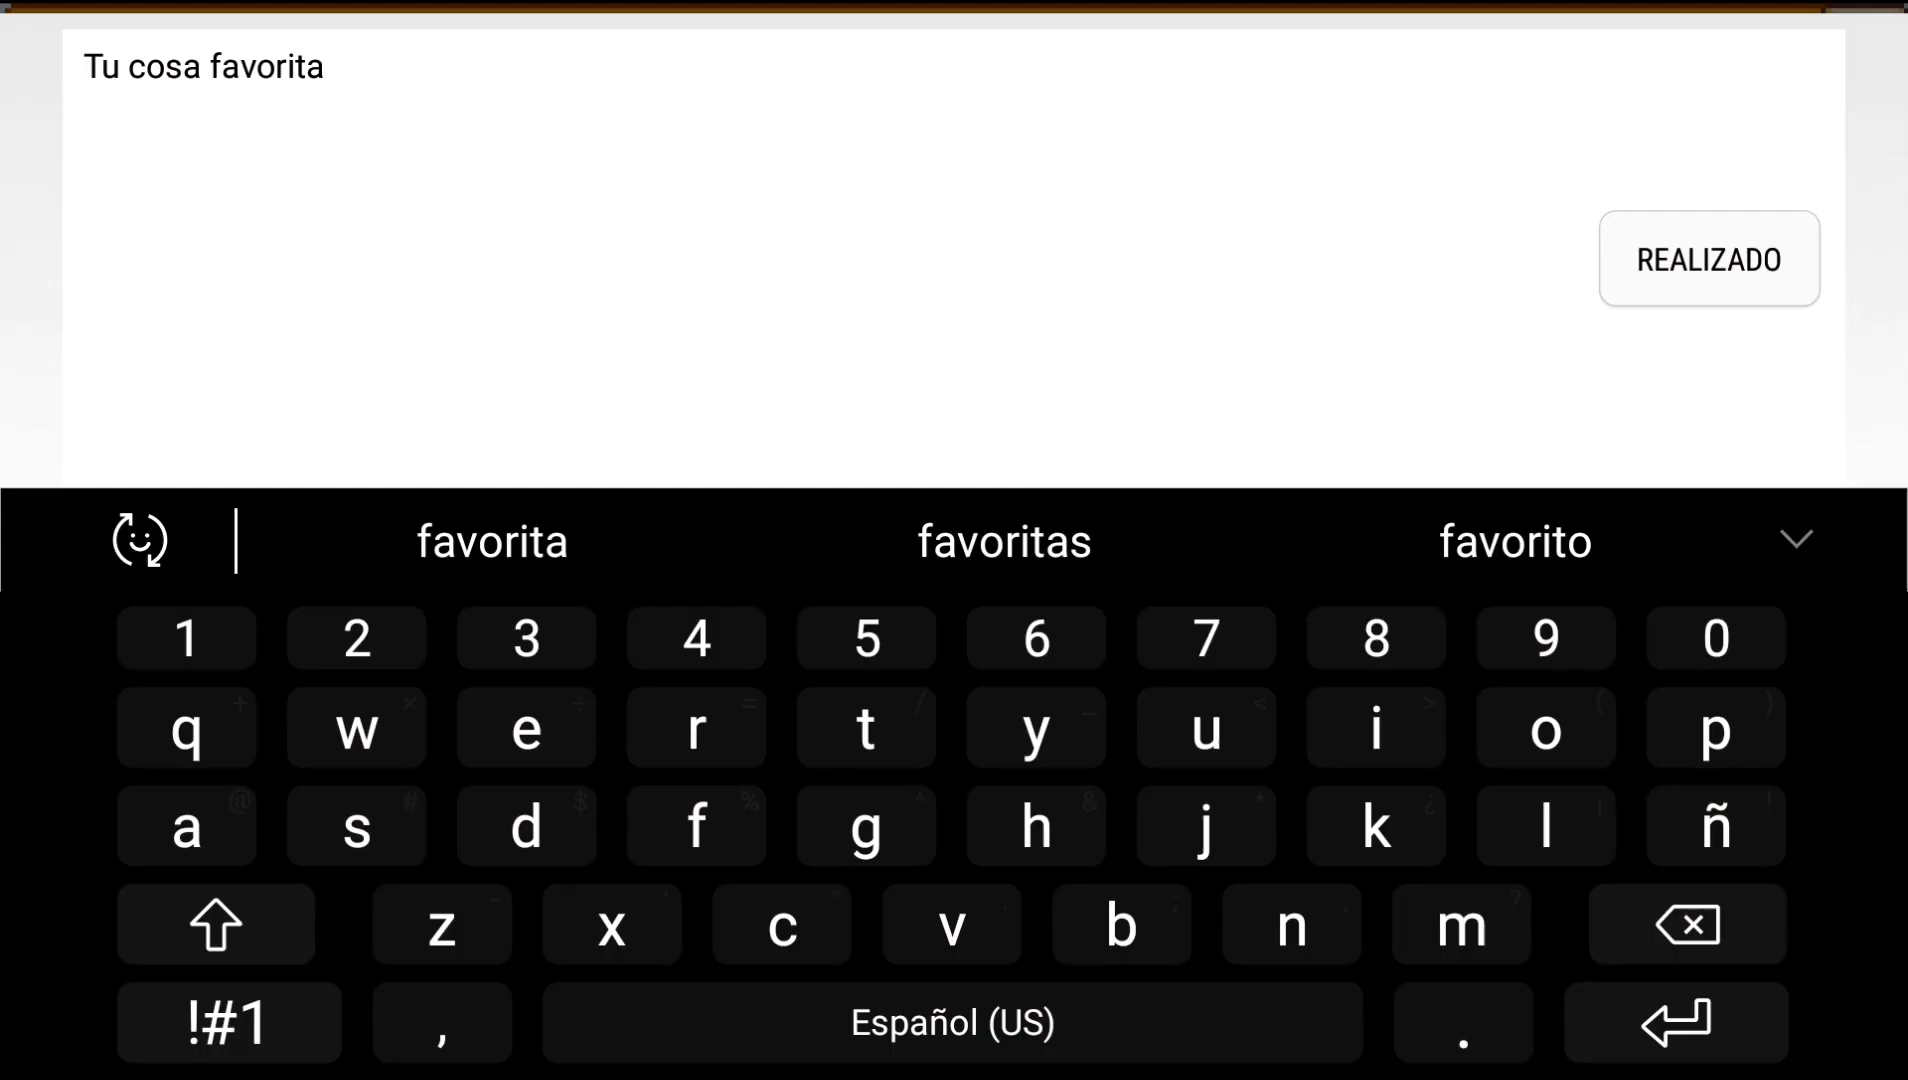 Tu cosa favorita
REALIZADO
favorita favoritas favorito
1 2 3 4 5 6 7 8 9 0
q w e r t y u i o p
a s d f g h j k l ñ
z x c v b n m
!#1 , Español (US) .